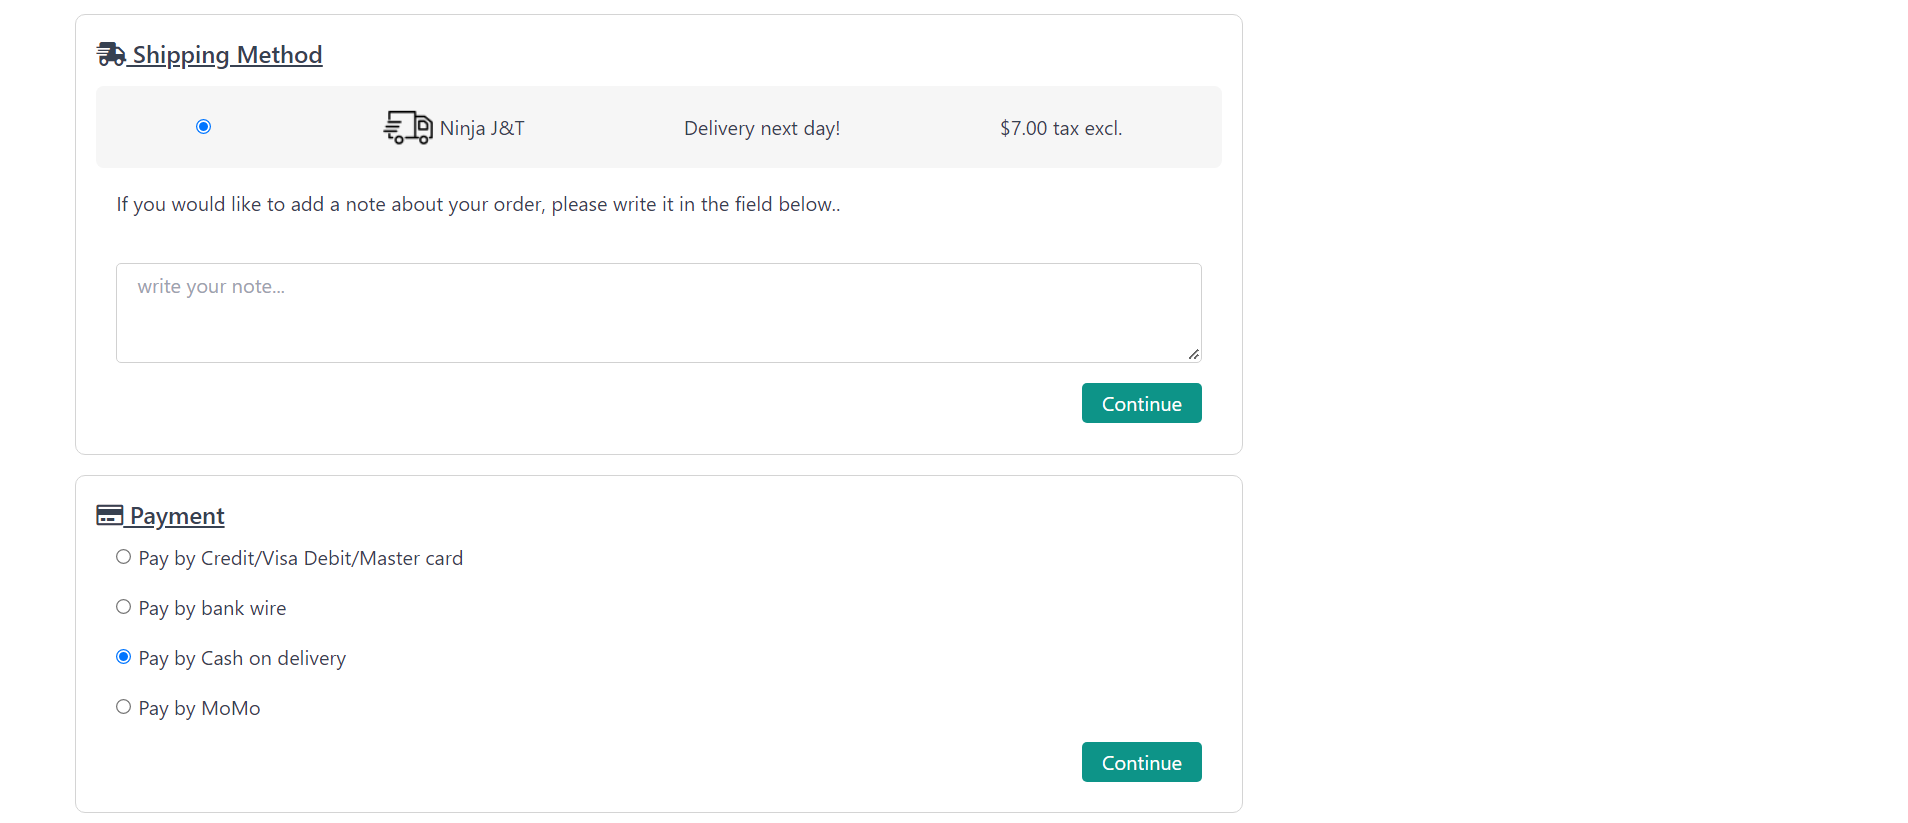 Shipping Method
Ninja J&T Delivery next day! $7.00 tax excl.
If you would like to add a note about your order, please write it in the field below..
write your note...
Continue
Payment
Pay by Credit/Visa Debit/Master card
Pay by bank wire
Pay by Cash on delivery
Pay by MoMo
Continue